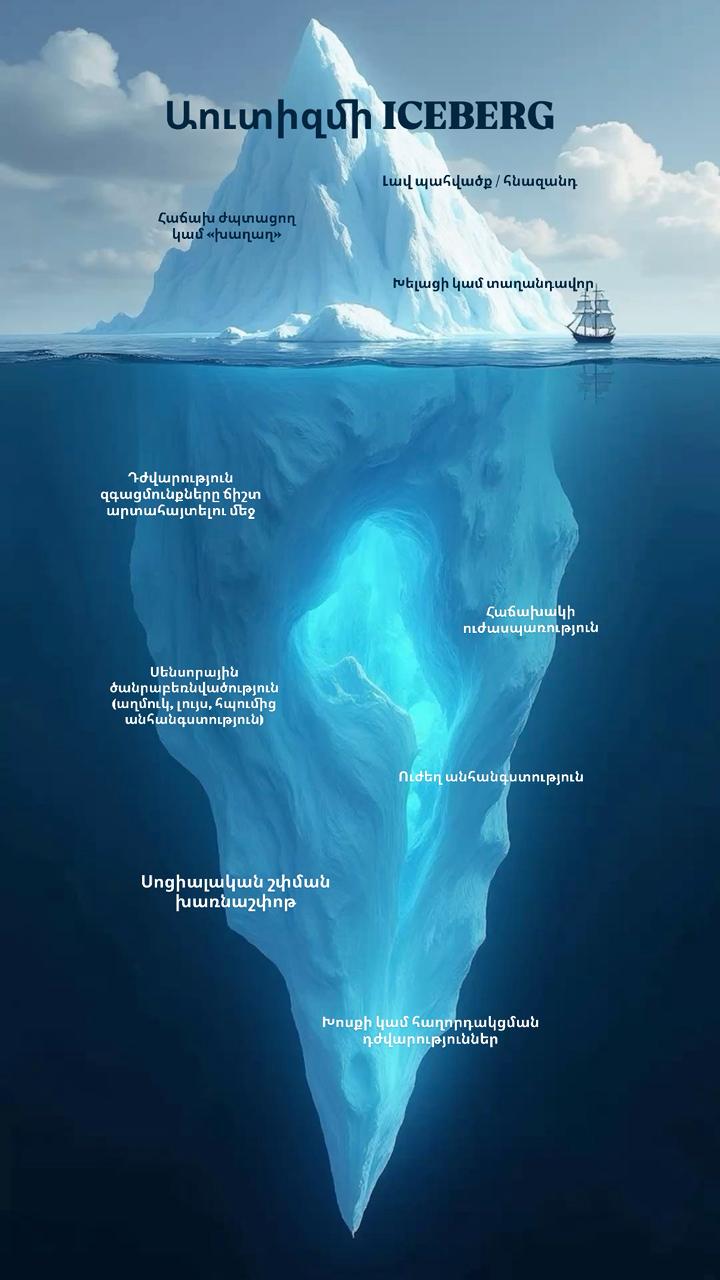 Աուտիզմի ICEBERG
Լավ պահվածք / հնազանդ
Հաճախ ժպտացող
կամ «խաղաղ»
Խելացի կամ տաղանդավոր
Դժվարություն
զգացմունքները ճիշտ
արտահայտելու մեջ
Հաճախակի
ուժասպառություն
Սենսորային
ծանրաբեռնվածություն
(աղմուկ, լույս, հպումից
անհանգստություն)
Ուժեղ անհանգստություն
Սոցիալական շփման
խառնաշփոթ
Խոսքի կամ հաղորդակցման
դժվարություններ